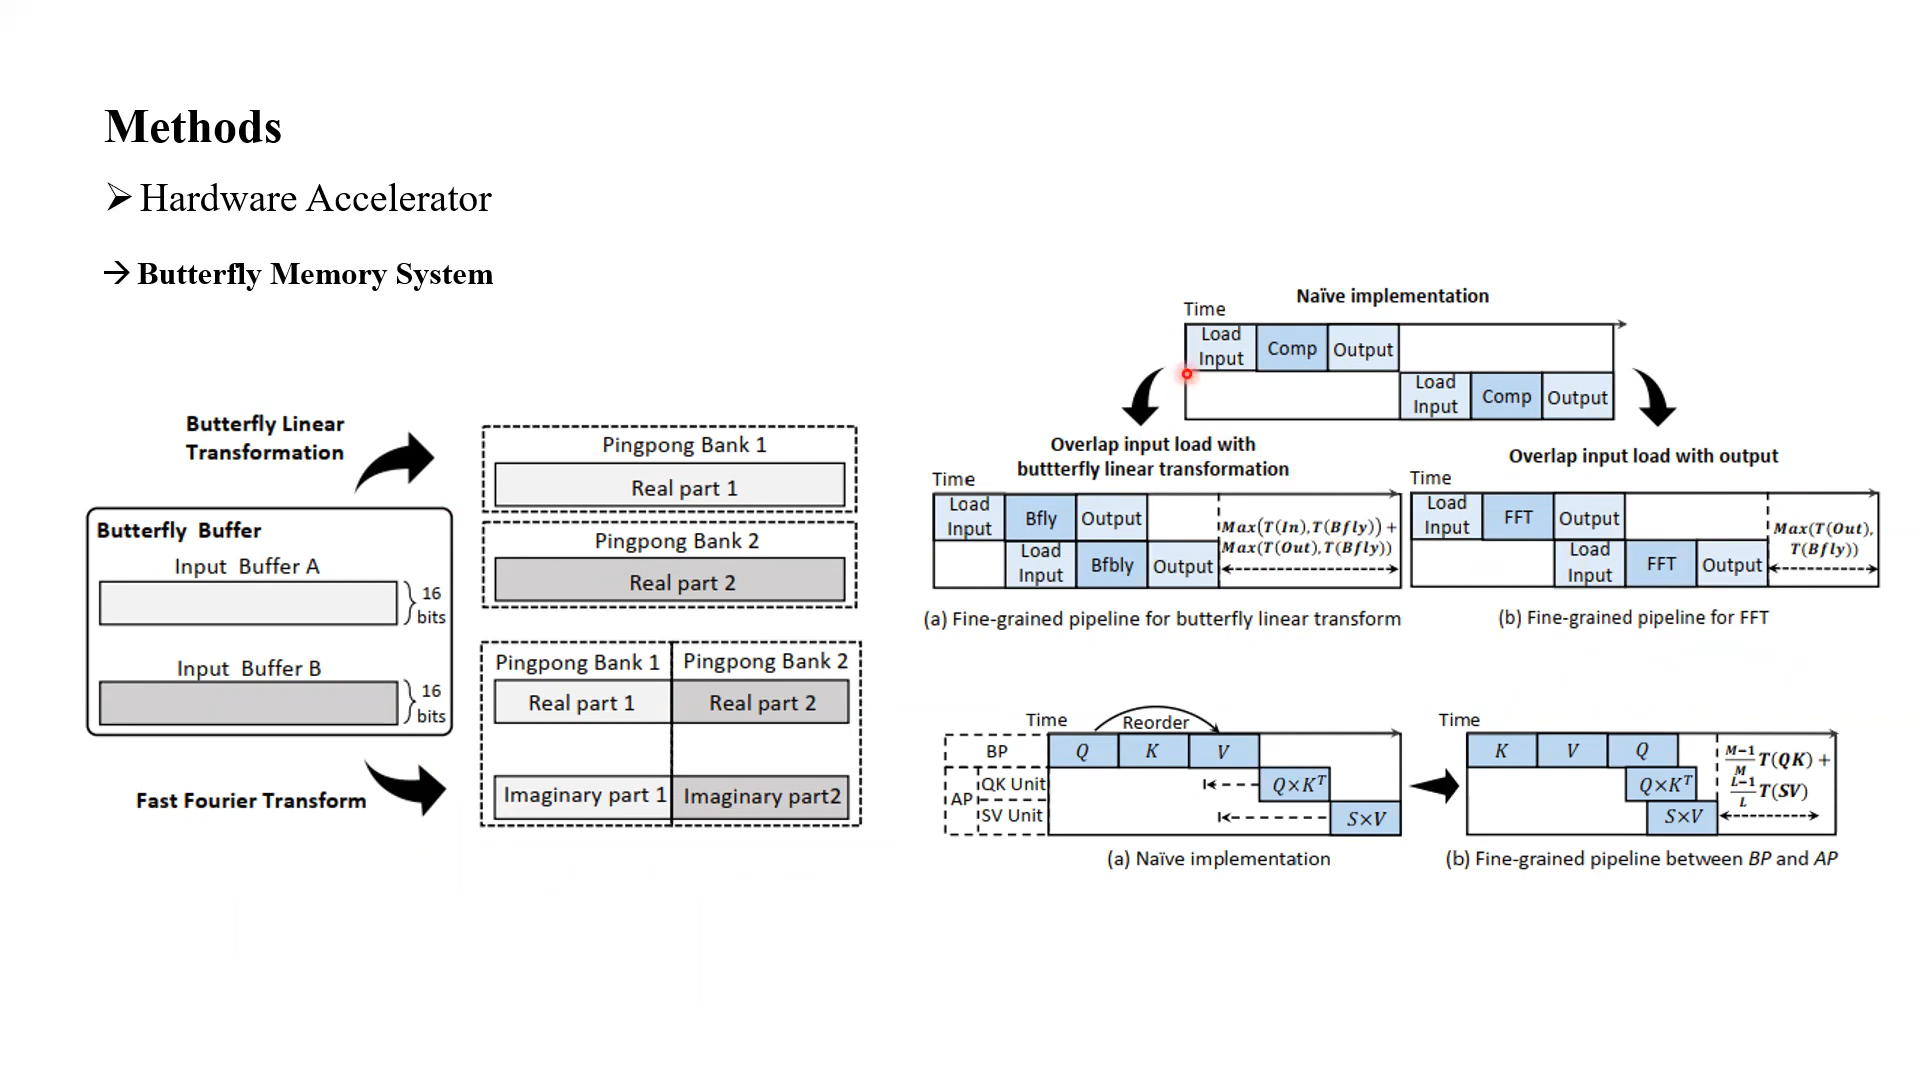 Methods
➢ Hardware Accelerator
→ Butterfly Memory System
Butterfly Linear
Transformation
Butterfly Buffer
Input Buffer A
16
bits
Input Buffer B
16
bits
Fast Fourier Transform
Pingpong Bank 1
Real part 1
Pingpong Bank 2
Real part 2
Pingpong Bank 1
Pingpong Bank 2
Real part 1
Real part 2
Imaginary part 1
Imaginary part2
Naïve implementation
Time
Load
Input
Comp
Output
Load
Input
Comp
Output
Overlap input load with
buttterfly linear transformation
Time
Load
Input
Bfly
Output
Load
Input
Bfbly
Output
Max(T(In),T(Bfly)) +
Max(T(Out),T(Bfly))
(a) Fine-grained pipeline for butterfly linear transform
Overlap input load with output
Time
Load
Input
FFT
Output
Load
Input
FFT
Output
Max(T(Out),
T(Bfly))
(b) Fine-grained pipeline for FFT
Time
Reorder
BP
Q
K
V
AP
QK Unit
Q×K^T
SV Unit
S×V
(a) Naïve implementation
Time
K
V
Q
Q×K^T
S×V
M−1/M T(QK) +
L−1/L T(SV)
(b) Fine-grained pipeline between BP and AP